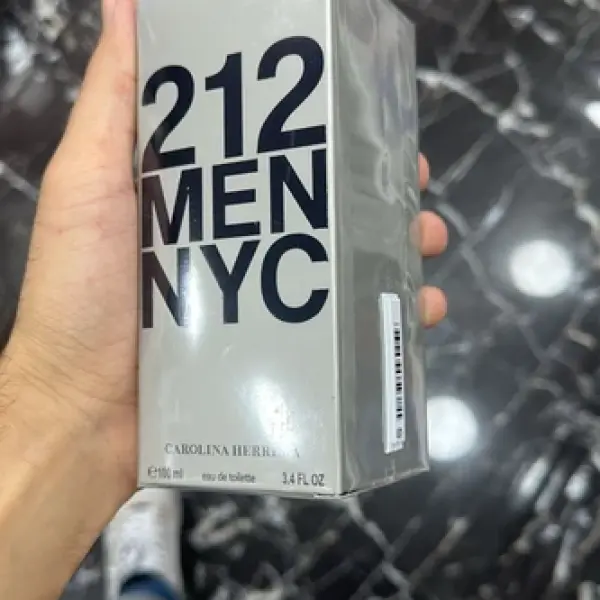 212
MEN
NYC
CAROLINA HERRERA
℮100 ml eau de toilette 3.4 FL OZ